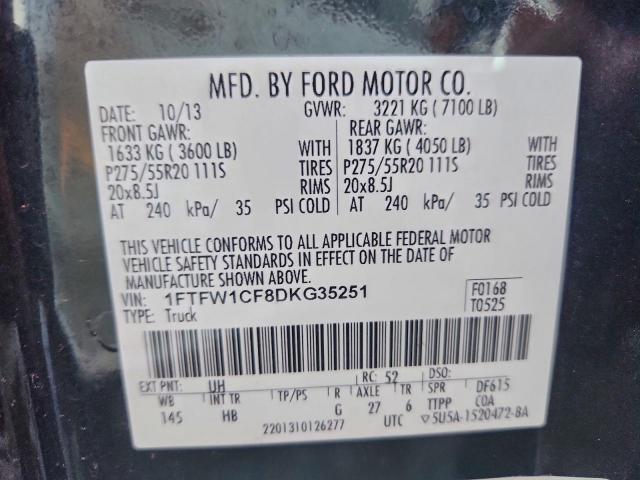 MFD. BY FORD MOTOR CO.
DATE: 10/13 GVWR: 3221 KG ( 7100 LB)
FRONT GAWR: REAR GAWR:
1633 KG ( 3600 LB) WITH 1837 KG ( 4050 LB) WITH
P275/55R20 111S TIRES P275/55R20 111S TIRES
20x8.5J RIMS 20x8.5J RIMS
AT 240 kPa/ 35 PSI COLD AT 240 kPa/ 35 PSI COLD
THIS VEHICLE CONFORMS TO ALL APPLICABLE FEDERAL MOTOR
VEHICLE SAFETY STANDARDS IN EFFECT ON THE DATE OF
MANUFACTURE SHOWN ABOVE.
VIN: 1FTFW1CF8DKG35251 F0168
TYPE: Truck T0525
EXT PNT: UH RC: 52 DSO:
WB INT TR TP/PS R AXLE TR SPR DF615
145 HB G 27 6 TTPP COA
2201310126277 UTC ▽5U5A-1520472-BA